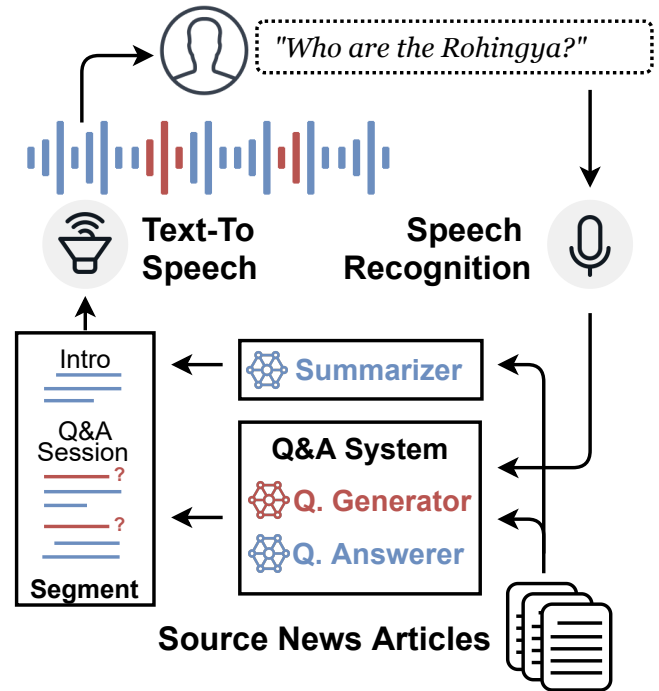 "Who are the Rohingya?"
Text-To
Speech
Speech
Recognition
Intro
Q&A
Session
?
?
Segment
Summarizer
Q&A System
Q. Generator
Q. Answerer
Source News Articles